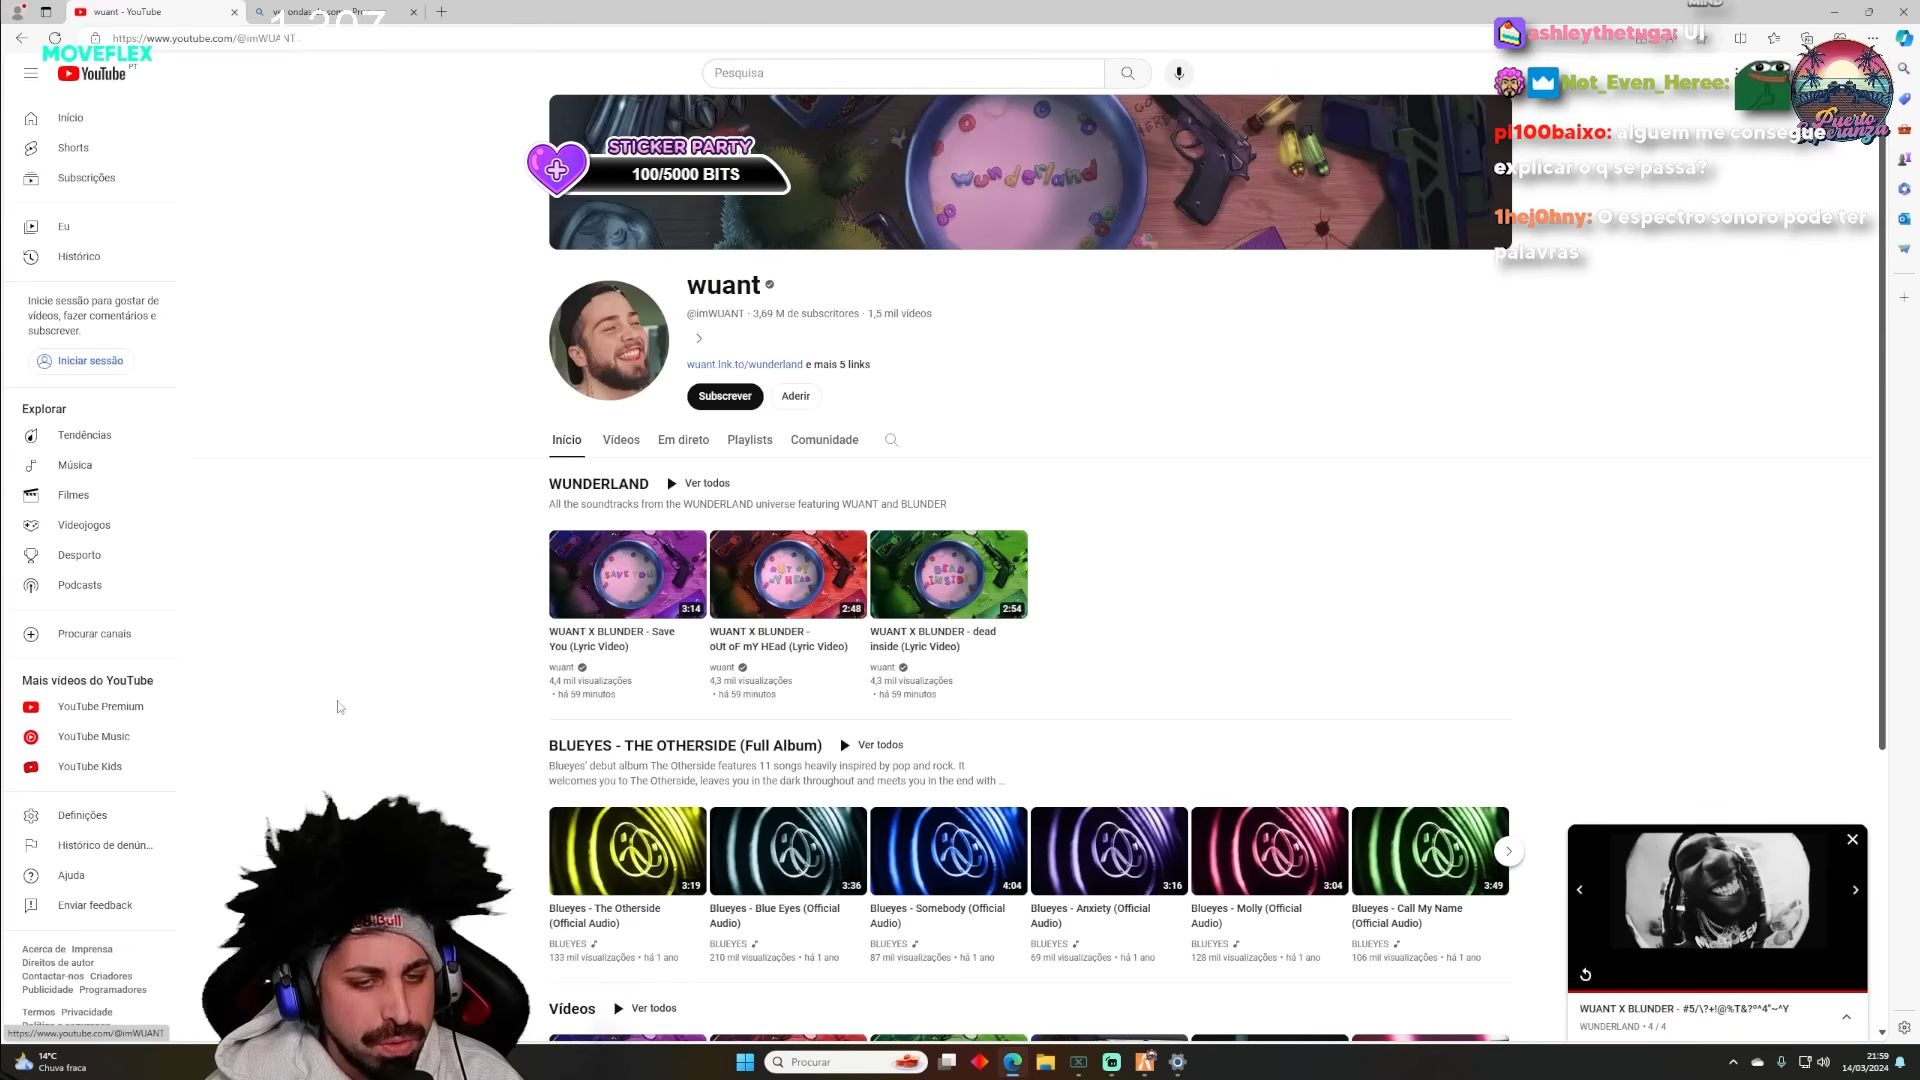 wuant - YouTube
https://www.youtube.com/@imWUANT
MOVEFLEX
YouTube PT
Pesquisa
ashleythetuga: UI
Not_Even_Heree:
pi100baixo: alguem me consegue
explicar o q se passa?
1hej0hny: O espectro sonoro pode ter
palavras
Puerto
STICKER PARTY
100/5000 BITS
wunderland
Início
Shorts
Subscrições
Eu
Histórico
Inicie sessão para gostar de
vídeos, fazer comentários e
subscrever.
Iniciar sessão
Explorar
Tendências
Música
Filmes
Videojogos
Desporto
Podcasts
Procurar canais
Mais vídeos do YouTube
YouTube Premium
YouTube Music
YouTube Kids
Definições
Histórico de denún...
Ajuda
Enviar feedback
Acerca de Imprensa
Direitos de autor
Contactar-nos Criadores
Publicidade Programadores
Termos Privacidade
https://www.youtube.com/@imWUANT
wuant
@imWUANT · 3,69 M de subscritores · 1,5 mil vídeos
wuant.lnk.to/wunderland e mais 5 links
Subscrever Aderir
Início Vídeos Em direto Playlists Comunidade
WUNDERLAND Ver todos
All the soundtracks from the WUNDERLAND universe featuring WUANT and BLUNDER
SAVE YOU
3:14
OUT OF MY HEAD
2:48
DEAD INSIDE
2:54
WUANT X BLUNDER - Save
You (Lyric Video)
wuant
4,4 mil visualizações
• há 59 minutos
WUANT X BLUNDER -
oUt oF mY HEad (Lyric Video)
wuant
4,3 mil visualizações
• há 59 minutos
WUANT X BLUNDER - dead
inside (Lyric Video)
wuant
4,3 mil visualizações
• há 59 minutos
BLUEYES - THE OTHERSIDE (Full Album) Ver todos
Blueyes' debut album The Otherside features 11 songs heavily inspired by pop and rock. It
welcomes you to The Otherside, leaves you in the dark throughout and meets you in the end with ...
3:19
3:36
4:04
3:16
3:04
3:49
Blueyes - The Otherside
(Official Audio)
BLUEYES
133 mil visualizações • há 1 ano
Blueyes - Blue Eyes (Official
Audio)
BLUEYES
210 mil visualizações • há 1 ano
Blueyes - Somebody (Official
Audio)
BLUEYES
87 mil visualizações • há 1 ano
Blueyes - Anxiety (Official
Audio)
BLUEYES
69 mil visualizações • há 1 ano
Blueyes - Molly (Official
Audio)
BLUEYES
128 mil visualizações • há 1 ano
Blueyes - Call My Name
(Official Audio)
BLUEYES
106 mil visualizações • há 1 ano
Vídeos Ver todos
WUANT X BLUNDER - #5/\?+!@%T&?º^4"~^Y
WUNDERLAND • 4 / 4
14°C
Chuva fraca
Procurar
21:59
14/03/2024